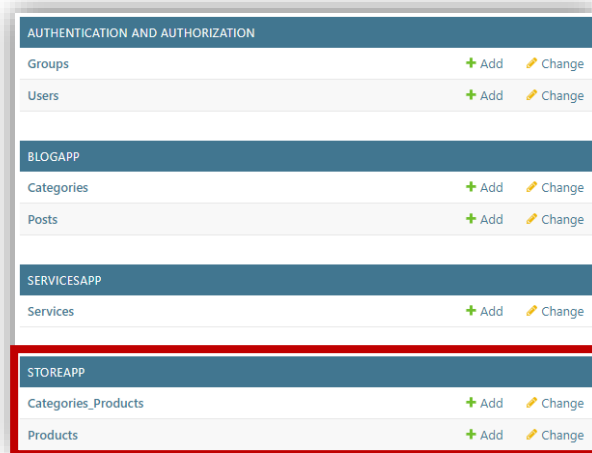 AUTHENTICATION AND AUTHORIZATION
Groups + Add Change
Users + Add Change
BLOGAPP
Categories + Add Change
Posts + Add Change
SERVICESAPP
Services + Add Change
STOREAPP
Categories_Products + Add Change
Products + Add Change